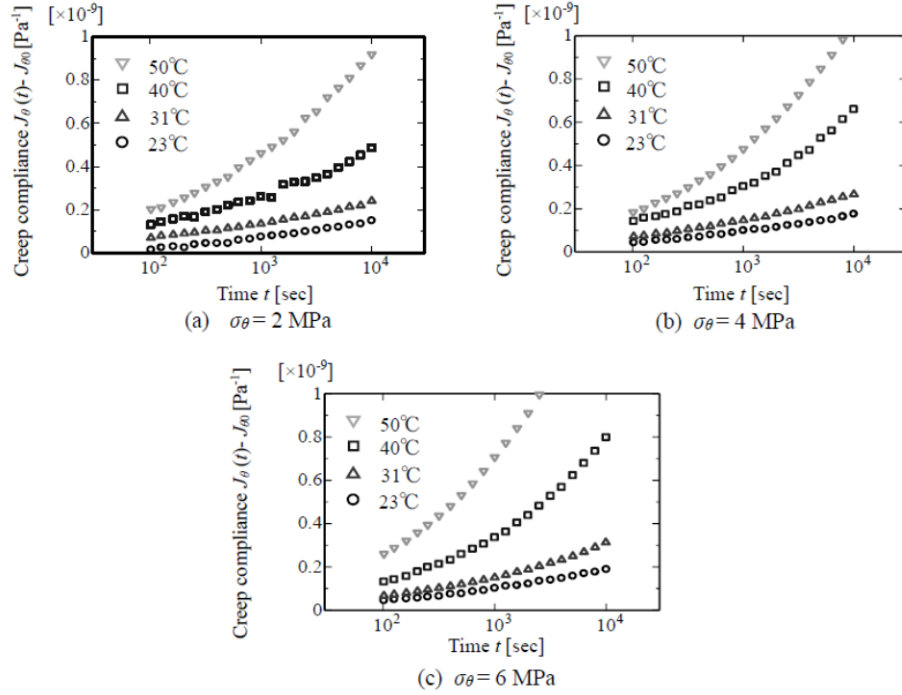 [×10⁻⁹]
Creep compliance J_θ (t)- J_θ0 [Pa⁻¹]
1
0.8
0.6
0.4
0.2
0
50℃
40℃
31℃
23℃
10² 10³ 10⁴
Time t [sec]
(a) σ_θ = 2 MPa
[×10⁻⁹]
Creep compliance J_θ (t)- J_θ0 [Pa⁻¹]
1
0.8
0.6
0.4
0.2
0
50℃
40℃
31℃
23℃
10² 10³ 10⁴
Time t [sec]
(b) σ_θ = 4 MPa
[×10⁻⁹]
Creep compliance J_θ (t)- J_θ0 [Pa⁻¹]
1
0.8
0.6
0.4
0.2
0
50℃
40℃
31℃
23℃
10² 10³ 10⁴
Time t [sec]
(c) σ_θ = 6 MPa